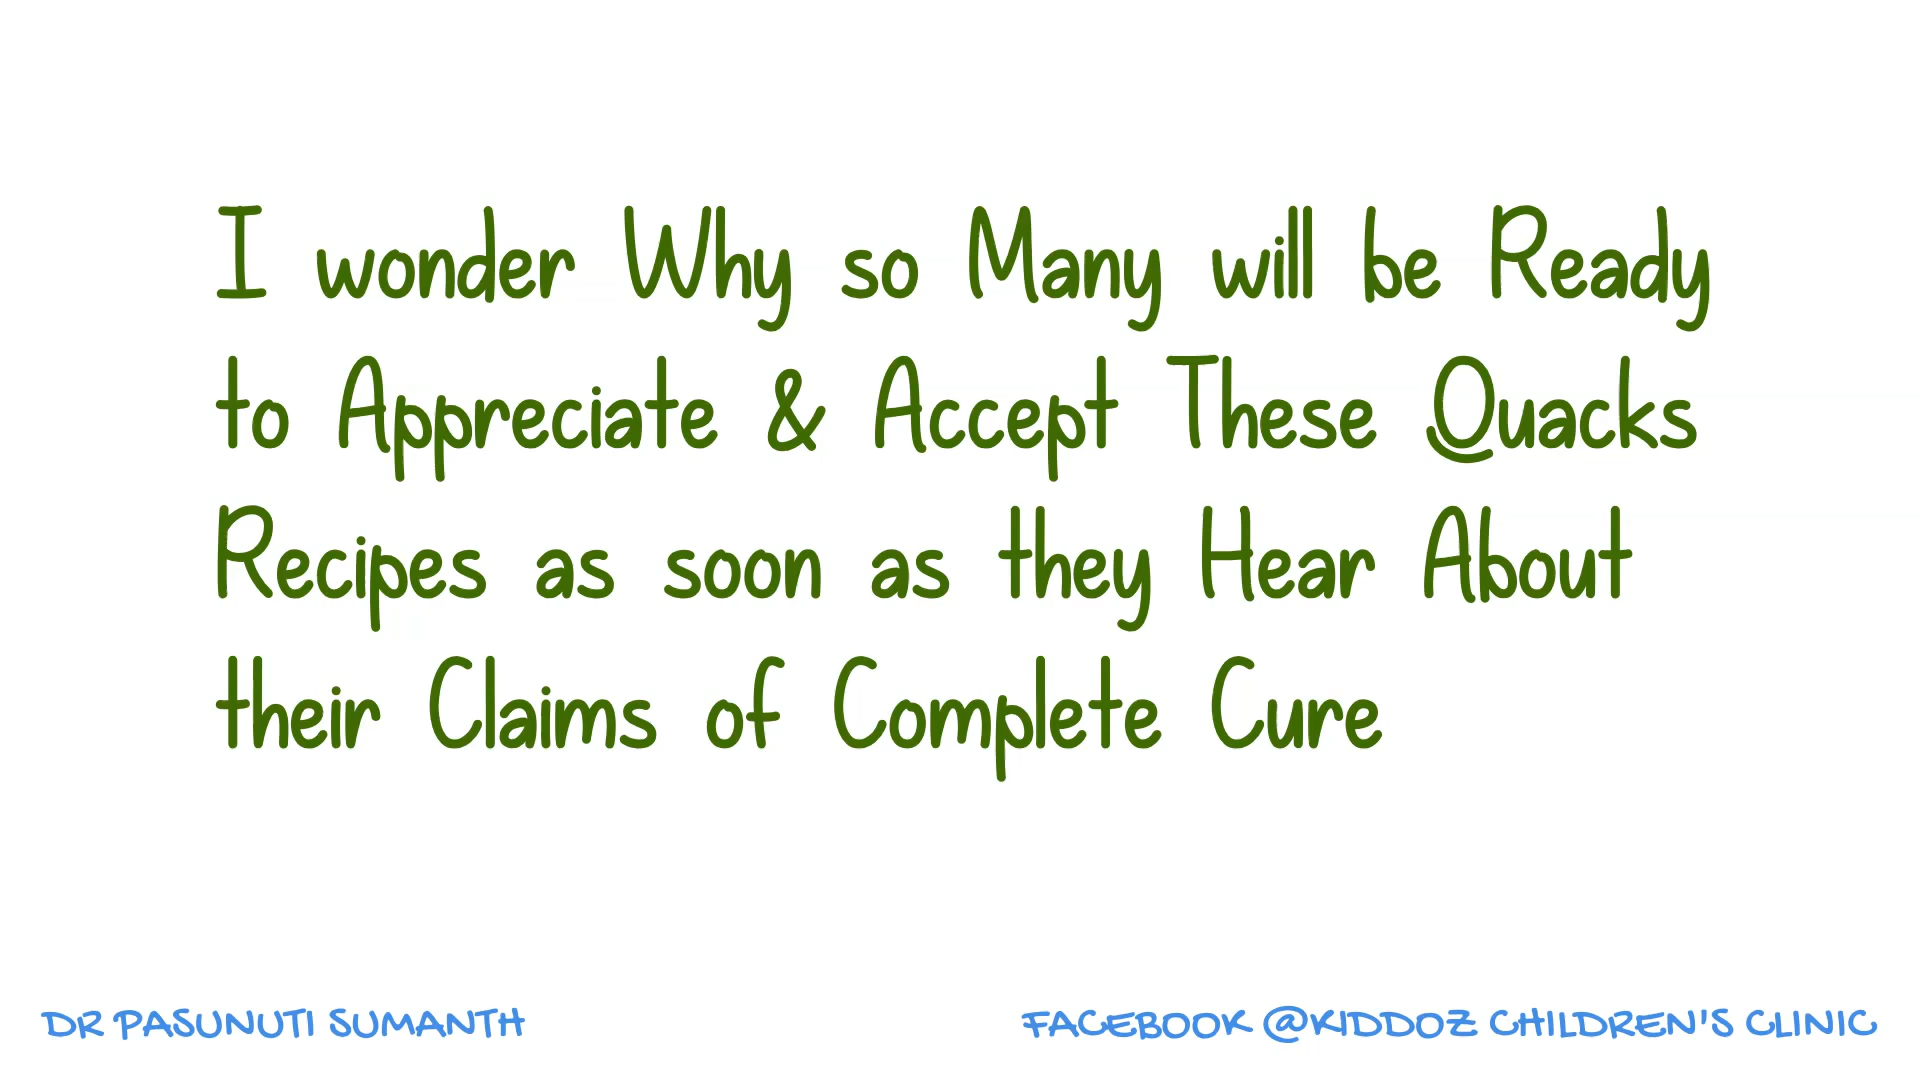 I wonder Why so Many will be Ready
to Appreciate & Accept These Quacks
Recipes as soon as they Hear About
their Claims of Complete Cure
DR PASUNUTI SUMANTH
FACEBOOK @KIDDOZ CHILDREN'S CLINIC